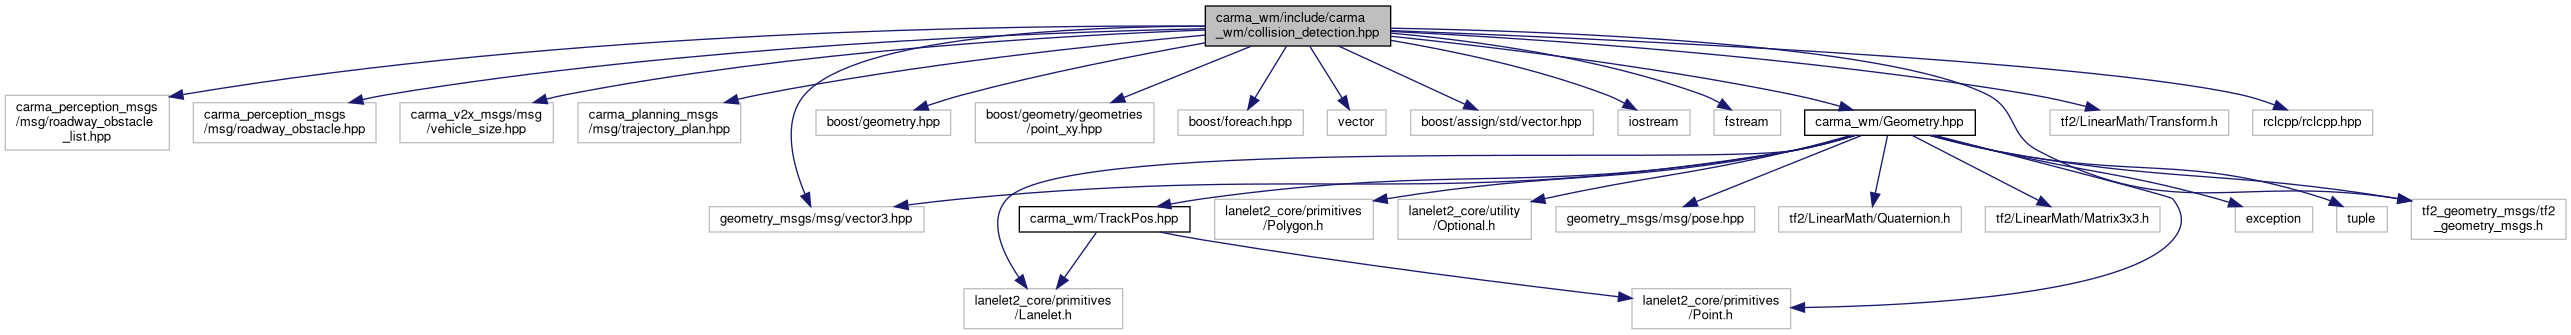 carma_wm/include/carma
_wm/collision_detection.hpp
carma_perception_msgs
/msg/roadway_obstacle
_list.hpp
carma_perception_msgs
/msg/roadway_obstacle.hpp
carma_v2x_msgs/msg
/vehicle_size.hpp
carma_planning_msgs
/msg/trajectory_plan.hpp
boost/geometry.hpp
boost/geometry/geometries
/point_xy.hpp
boost/foreach.hpp
vector
boost/assign/std/vector.hpp
iostream
fstream
carma_wm/Geometry.hpp
tf2/LinearMath/Transform.h
rclcpp/rclcpp.hpp
geometry_msgs/msg/vector3.hpp
carma_wm/TrackPos.hpp
lanelet2_core/primitives
/Polygon.h
lanelet2_core/utility
/Optional.h
geometry_msgs/msg/pose.hpp
tf2/LinearMath/Quaternion.h
tf2/LinearMath/Matrix3x3.h
exception
tuple
tf2_geometry_msgs/tf2
_geometry_msgs.h
lanelet2_core/primitives
/Lanelet.h
lanelet2_core/primitives
/Point.h